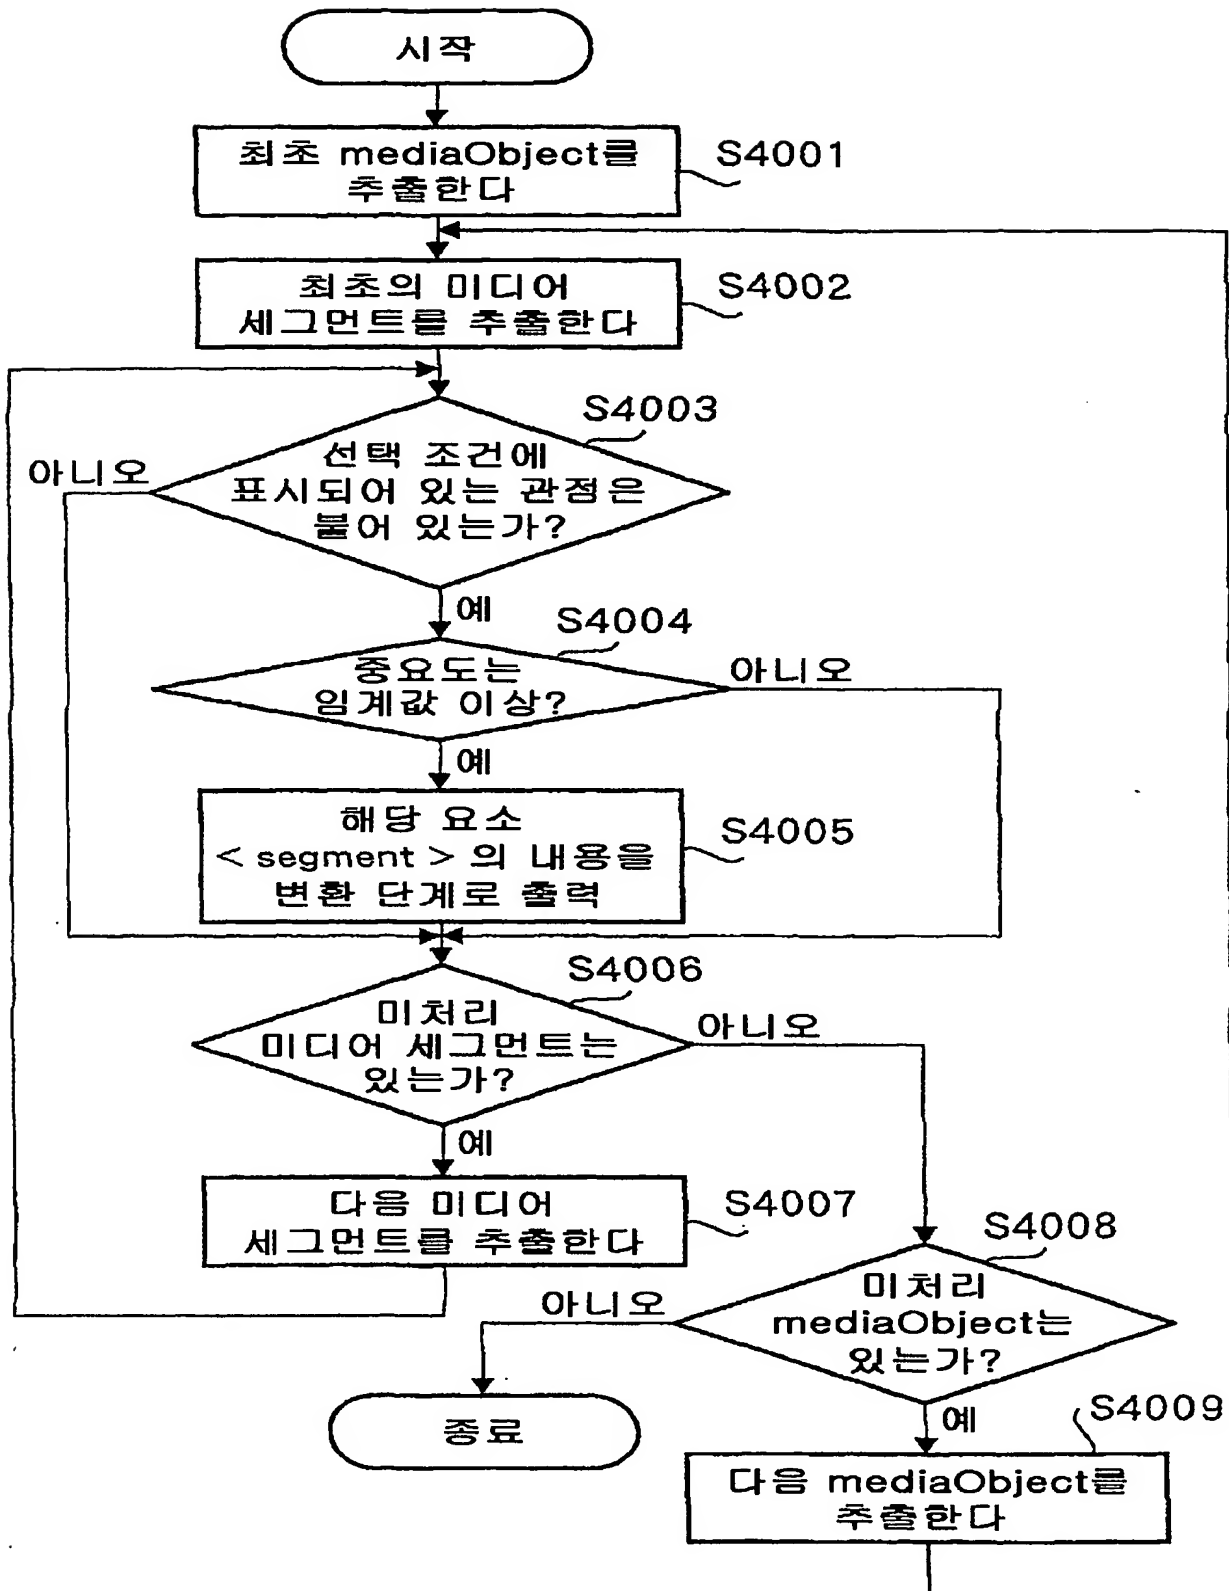 시작
최초 mediaObject를
추출한다
S4001
최초의 미디어
세그먼트를 추출한다
S4002
S4003
선택 조건에
표시되어 있는 관점은
붙어 있는가?
아니오
예
S4004
중요도는
임계값 이상?
아니오
예
해당 요소
< segment > 의 내용을
변환 단계로 출력
S4005
S4006
미처리
미디어 세그먼트는
있는가?
아니오
예
다음 미디어
세그먼트를 추출한다
S4007
S4008
미처리
mediaObject는
있는가?
아니오
종료
예
S4009
다음 mediaObject를
추출한다